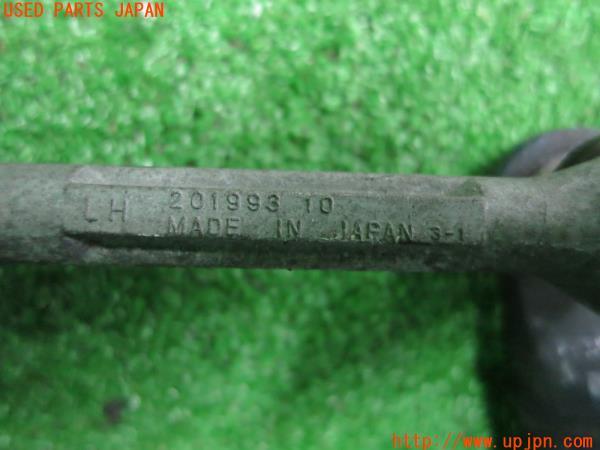 USED PARTS JAPAN
LH 201993 10
MADE IN JAPAN 3-1
http://www.upjpn.com/